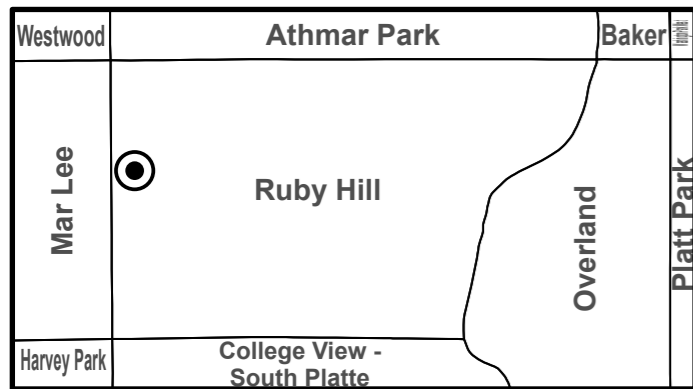 Westwood
Athmar Park
Baker
Mar Lee
Ruby Hill
Overland
Platt Park
Harvey Park
College View -
South Platte